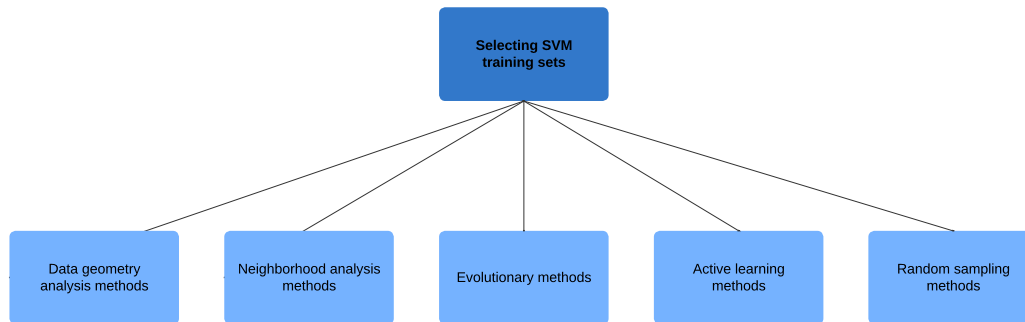 Selecting SVM
training sets
Data geometry
analysis methods
Neighborhood analysis
methods
Evolutionary methods
Active learning
methods
Random sampling
methods